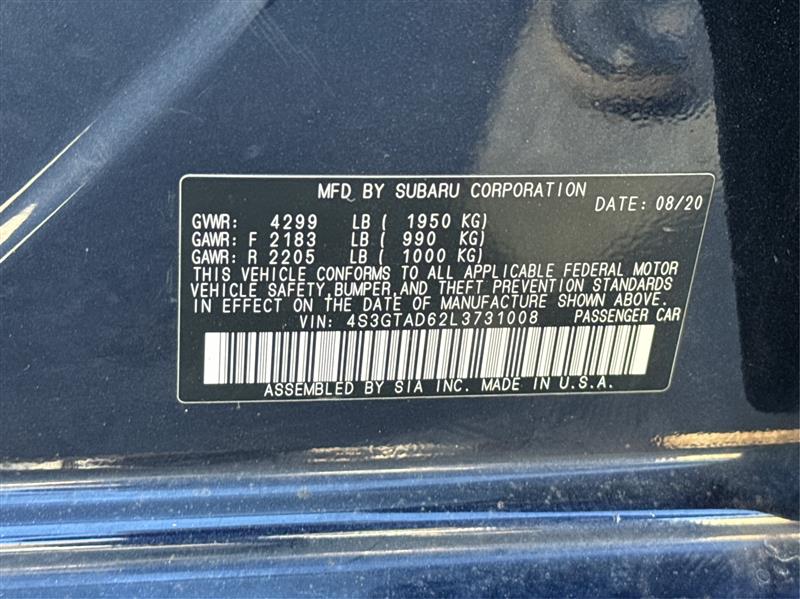 MFD BY SUBARU CORPORATION
DATE: 08/20
GVWR: 4299 LB ( 1950 KG)
GAWR: F 2183 LB ( 990 KG)
GAWR: R 2205 LB ( 1000 KG)
THIS VEHICLE CONFORMS TO ALL APPLICABLE FEDERAL MOTOR
VEHICLE SAFETY, BUMPER, AND THEFT PREVENTION STANDARDS
IN EFFECT ON THE DATE OF MANUFACTURE SHOWN ABOVE.
VIN: 4S3GTAD62L3731008 PASSENGER CAR
ASSEMBLED BY SIA INC. MADE IN U.S.A.